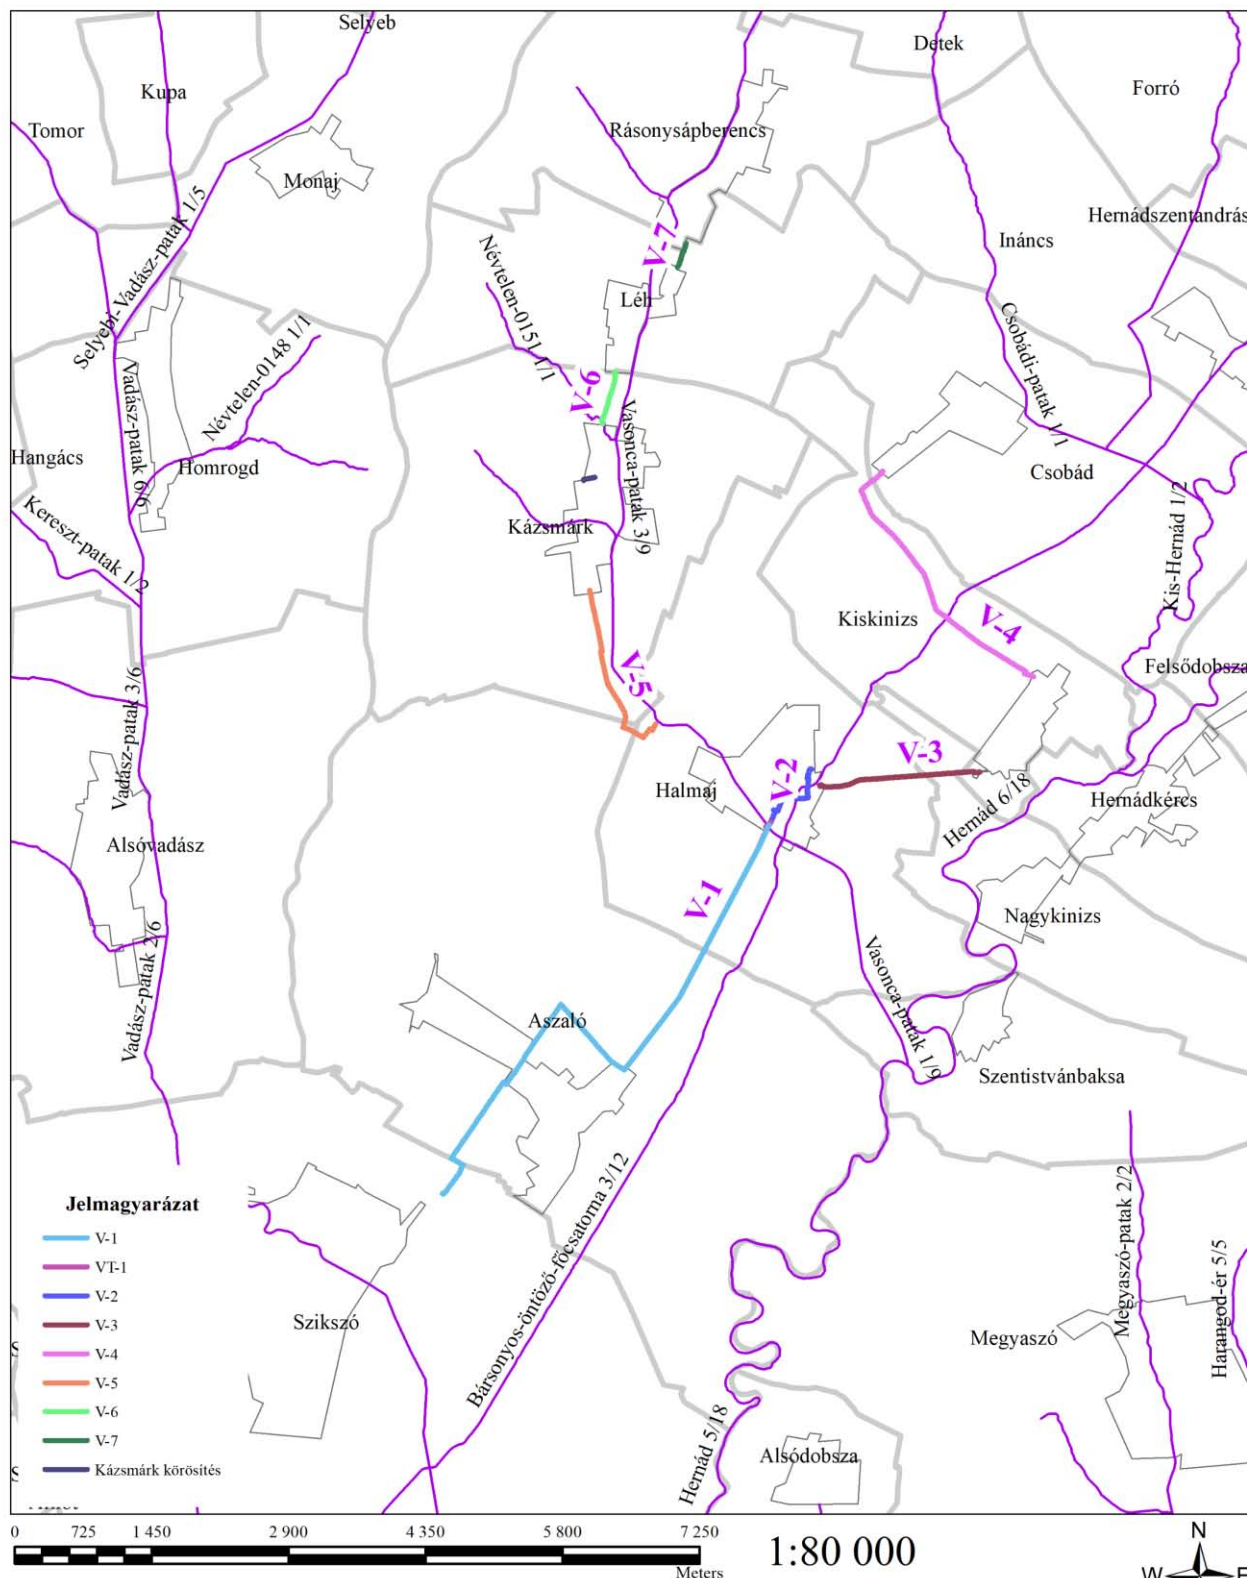 Selyeb
Detek
Kupa
Forró
Tomor
Rásonysápberencs
Monaj
Selyebi-Vadász-patak 1/5
Hernádszentandrás
Ináncs
V-7
Névtelen-0151 1/1
Léh
Névtelen-0148 1/1
Csobádi-patak 1/1
V-6
Vadász-patak 6/9
Vasonca-patak 3/9
Hangács
Homrogd
Csobád
Kereszt-patak 1/2
Kázsmárk
Kis-Hernád 1/2
Kiskinizs
V-4
V-5
Felsődobsza
Vadász-patak 3/6
V-3
V-2
Halmaj
Hernád 6/18
Hernádkércs
Alsóvadász
V-1
Nagykinizs
Vadász-patak 2/6
Vasonca-patak 1/9
Aszaló
Szentistvánbaksa
Bársonyos-öntöző-főcsatorna 3/12
Megyaszó-patak 2/2
Harangod-ér 5/5
Szikszó
Megyaszó
Hernád 5/18
Alsódobsza
Jelmagyarázat
V-1
VT-1
V-2
V-3
V-4
V-5
V-6
V-7
Kázsmárk körösítés
0 725 1 450 2 900 4 350 5 800 7 250
Meters
1:80 000
N
W E